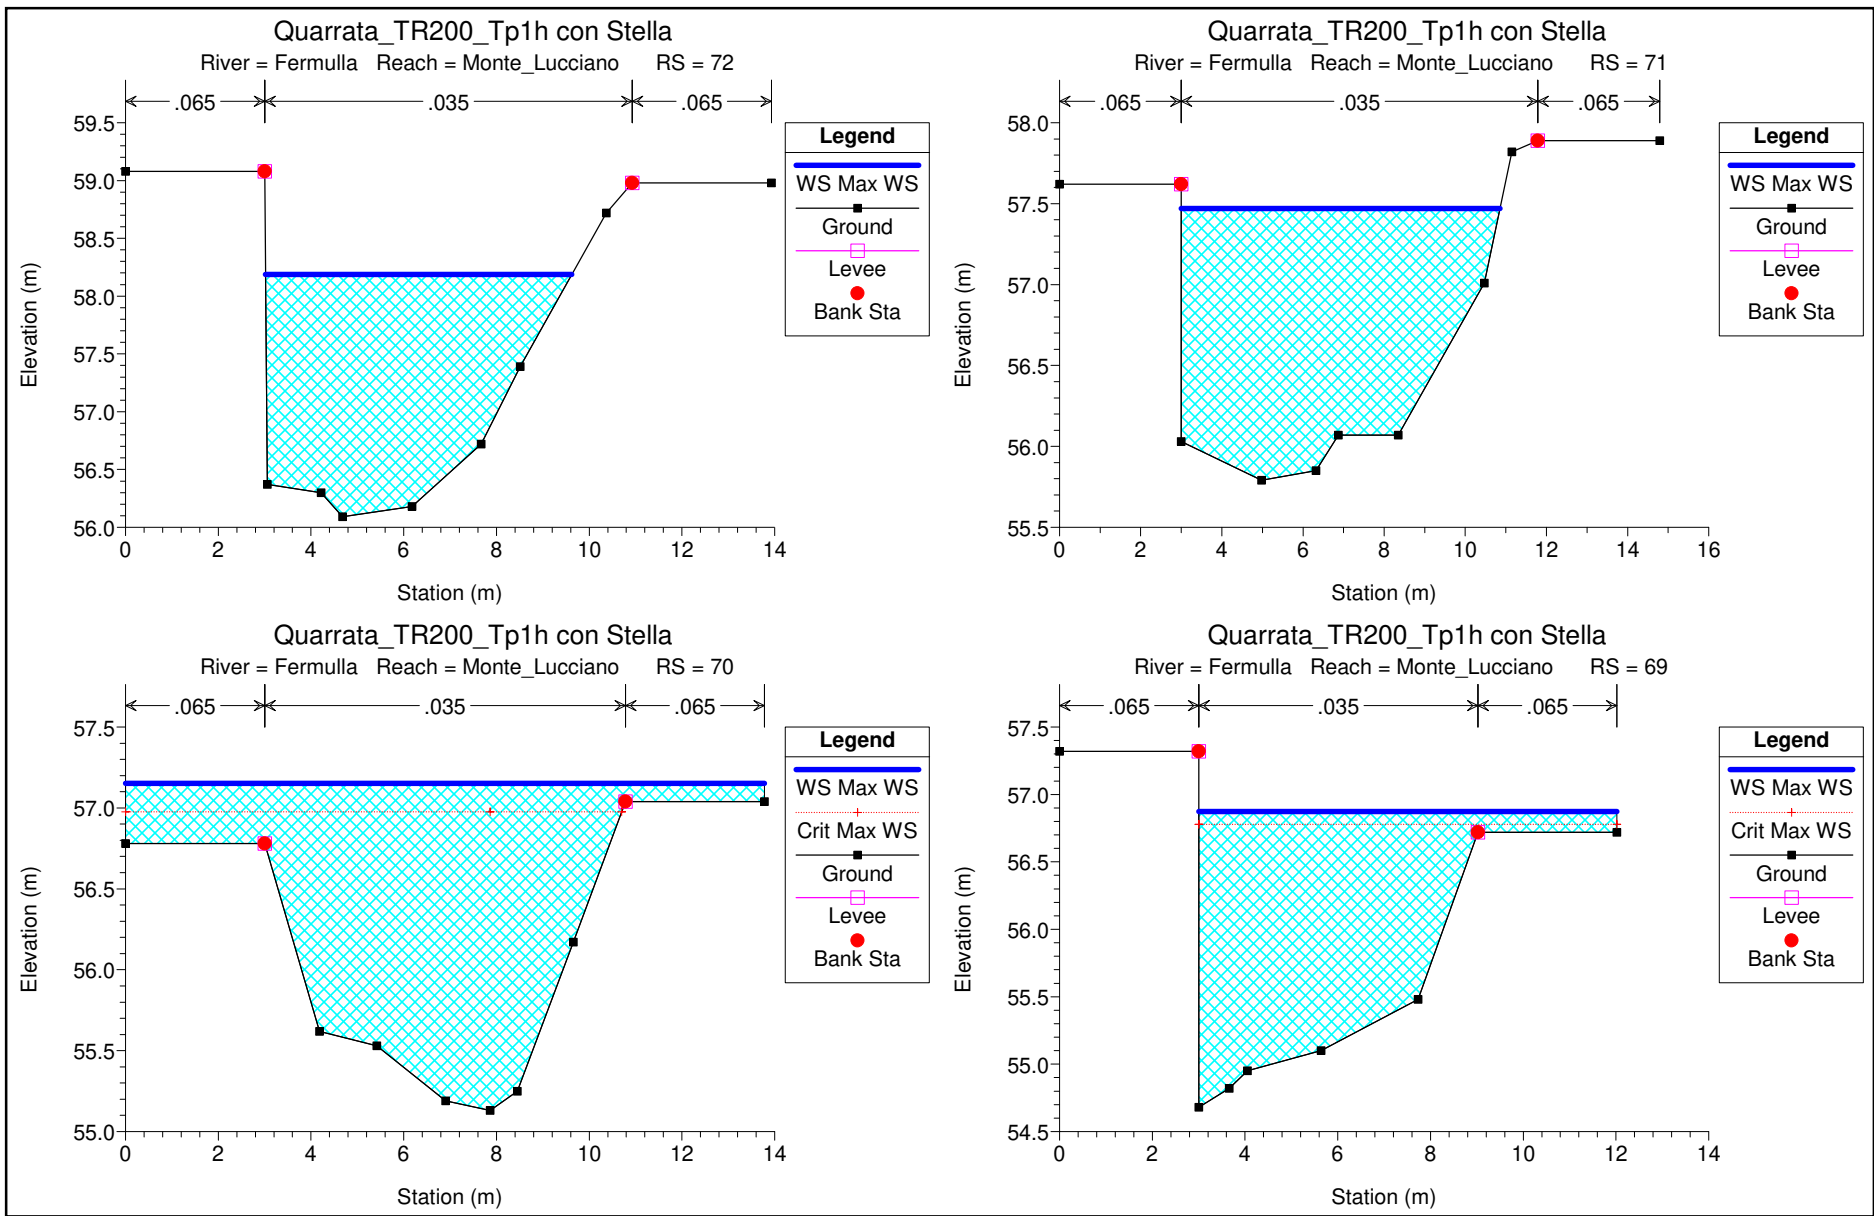 Quarrata_TR200_Tp1h con Stella
River = Fermulla Reach = Monte_Lucciano RS = 72
.065 .035 .065
59.5
59.0
58.5
58.0
57.5
57.0
56.5
56.0
Elevation (m)
0 2 4 6 8 10 12 14
Station (m)
Legend
WS Max WS
Ground
Levee
Bank Sta
Quarrata_TR200_Tp1h con Stella
River = Fermulla Reach = Monte_Lucciano RS = 71
.065 .035 .065
58.0
57.5
57.0
56.5
56.0
55.5
Elevation (m)
0 2 4 6 8 10 12 14 16
Station (m)
Legend
WS Max WS
Ground
Levee
Bank Sta
Quarrata_TR200_Tp1h con Stella
River = Fermulla Reach = Monte_Lucciano RS = 70
.065 .035 .065
57.5
57.0
56.5
56.0
55.5
55.0
Elevation (m)
0 2 4 6 8 10 12 14
Station (m)
Legend
WS Max WS
Crit Max WS
Ground
Levee
Bank Sta
Quarrata_TR200_Tp1h con Stella
River = Fermulla Reach = Monte_Lucciano RS = 69
.065 .035 .065
57.5
57.0
56.5
56.0
55.5
55.0
54.5
Elevation (m)
0 2 4 6 8 10 12 14
Station (m)
Legend
WS Max WS
Crit Max WS
Ground
Levee
Bank Sta